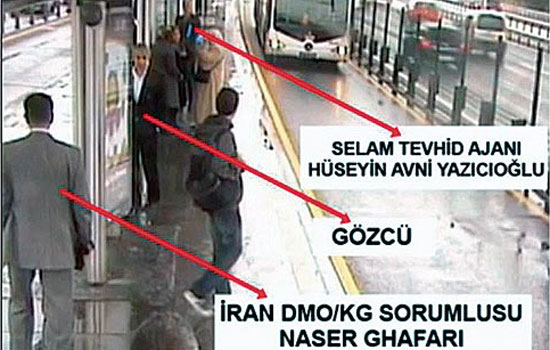 SELAM TEVHİD AJANI
HÜSEYİN AVNİ YAZICIOĞLU
GÖZCÜ
İRAN DMO/KG SORUMLUSU
NASER GHAFARI